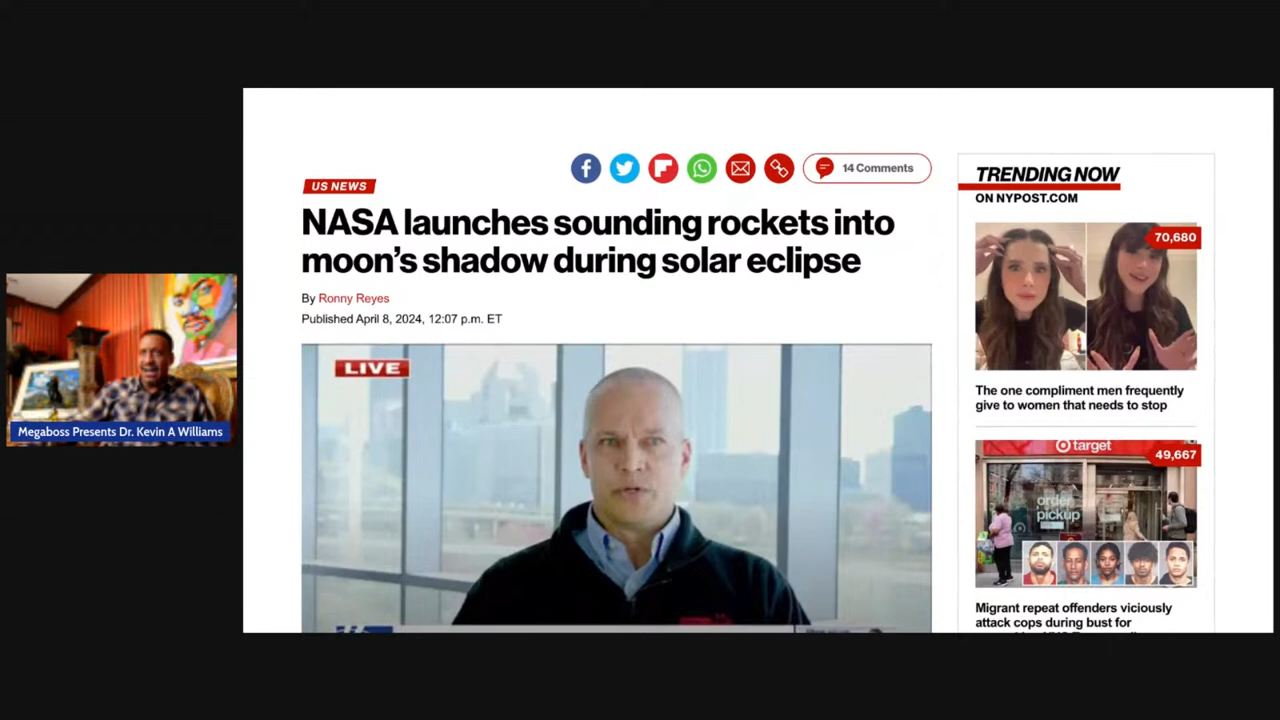 14 Comments
US NEWS
NASA launches sounding rockets into
moon's shadow during solar eclipse
By Ronny Reyes
Published April 8, 2024, 12:07 p.m. ET
LIVE
Megaboss Presents Dr. Kevin A Williams
TRENDING NOW
ON NYPOST.COM
70,680
The one compliment men frequently
give to women that needs to stop
target
49,667
order
pickup
Migrant repeat offenders viciously
attack cops during bust for